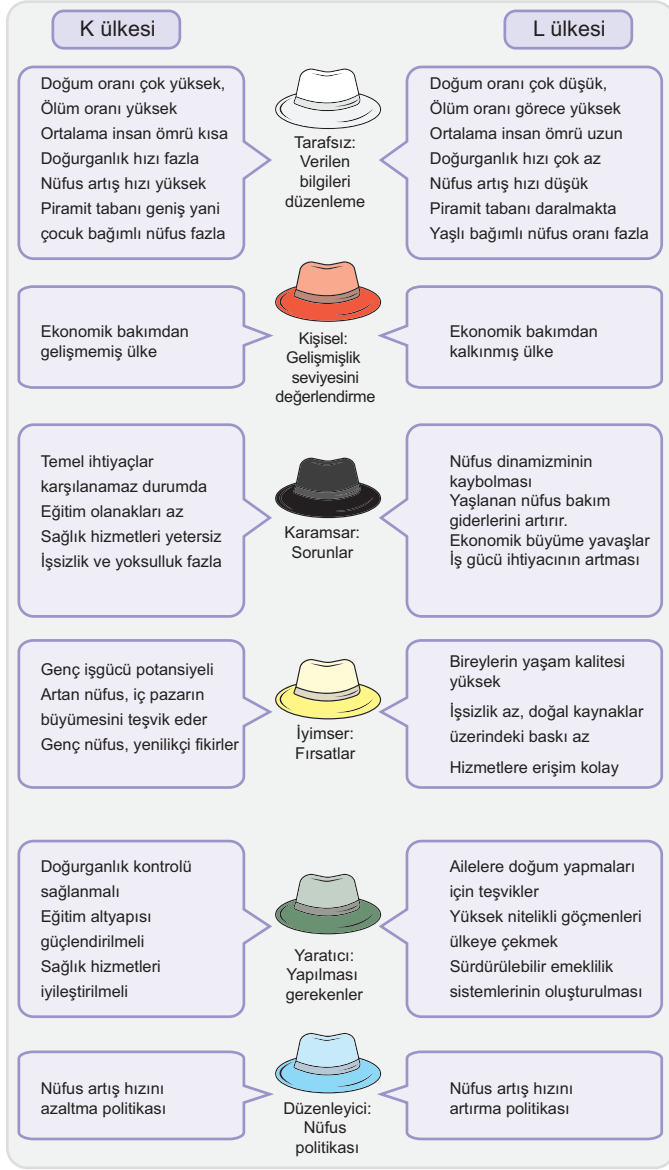 K ülkesi
L ülkesi
Doğum oranı çok yüksek,
Ölüm oranı yüksek
Ortalama insan ömrü kısa
Doğurganlık hızı fazla
Nüfus artış hızı yüksek
Piramit tabanı geniş yani
çocuk bağımlı nüfus fazla
Tarafsız:
Verilen
bilgileri
düzenleme
Doğum oranı çok düşük,
Ölüm oranı görece yüksek
Ortalama insan ömrü uzun
Doğurganlık hızı çok az
Nüfus artış hızı düşük
Piramit tabanı daralmakta
Yaşlı bağımlı nüfus oranı fazla
Ekonomik bakımdan
gelişmemiş ülke
Kişisel:
Gelişmişlik
seviyesini
değerlendirme
Ekonomik bakımdan
kalkınmış ülke
Temel ihtiyaçlar
karşılanamaz durumda
Eğitim olanakları az
Sağlık hizmetleri yetersiz
İşsizlik ve yoksulluk fazla
Karamsar:
Sorunlar
Nüfus dinamizminin
kaybolması
Yaşlanan nüfus bakım
giderlerini artırır.
Ekonomik büyüme yavaşlar
İş gücü ihtiyacının artması
Genç işgücü potansiyeli
Artan nüfus, iç pazarın
büyümesini teşvik eder
Genç nüfus, yenilikçi fikirler
İyimser:
Fırsatlar
Bireylerin yaşam kalitesi
yüksek
İşsizlik az, doğal kaynaklar
üzerindeki baskı az
Hizmetlere erişim kolay
Doğurganlık kontrolü
sağlanmalı
Eğitim altyapısı
güçlendirilmeli
Sağlık hizmetleri
iyileştirilmeli
Yaratıcı:
Yapılması
gerekenler
Ailelere doğum yapmaları
için teşvikler
Yüksek nitelikli göçmenleri
ülkeye çekmek
Sürdürülebilir emeklilik
sistemlerinin oluşturulması
Nüfus artış hızını
azaltma politikası
Düzenleyici:
Nüfus
politikası
Nüfus artış hızını
artırma politikası